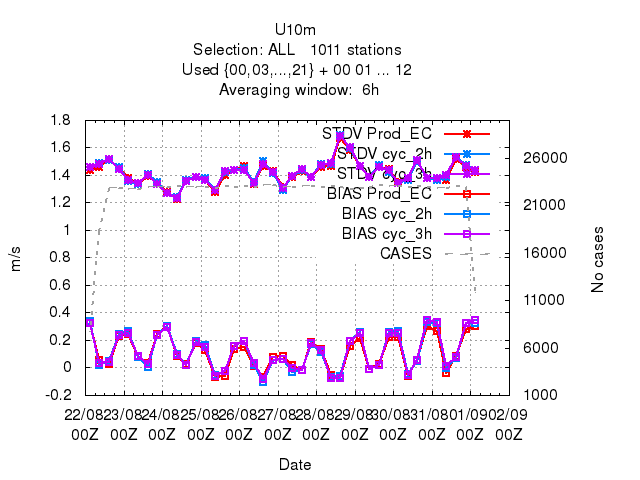 U10m
Selection: ALL   1011 stations
Used {00,03,...,21} + 00 01 ... 12
Averaging window:  6h
1.8
1.6
1.4
1.2
1
0.8
0.6
0.4
0.2
0
-0.2
m/s
STDV Prod_EC
STDV cyc_2h
STDV cyc_3h
BIAS Prod_EC
BIAS cyc_2h
BIAS cyc_3h
CASES
26000
21000
16000
11000
6000
1000
No cases
22/08 23/08 24/08 25/08 26/08 27/08 28/08 29/08 30/08 31/08 01/09 02/09
00Z 00Z 00Z 00Z 00Z 00Z 00Z 00Z 00Z 00Z 00Z 00Z
Date